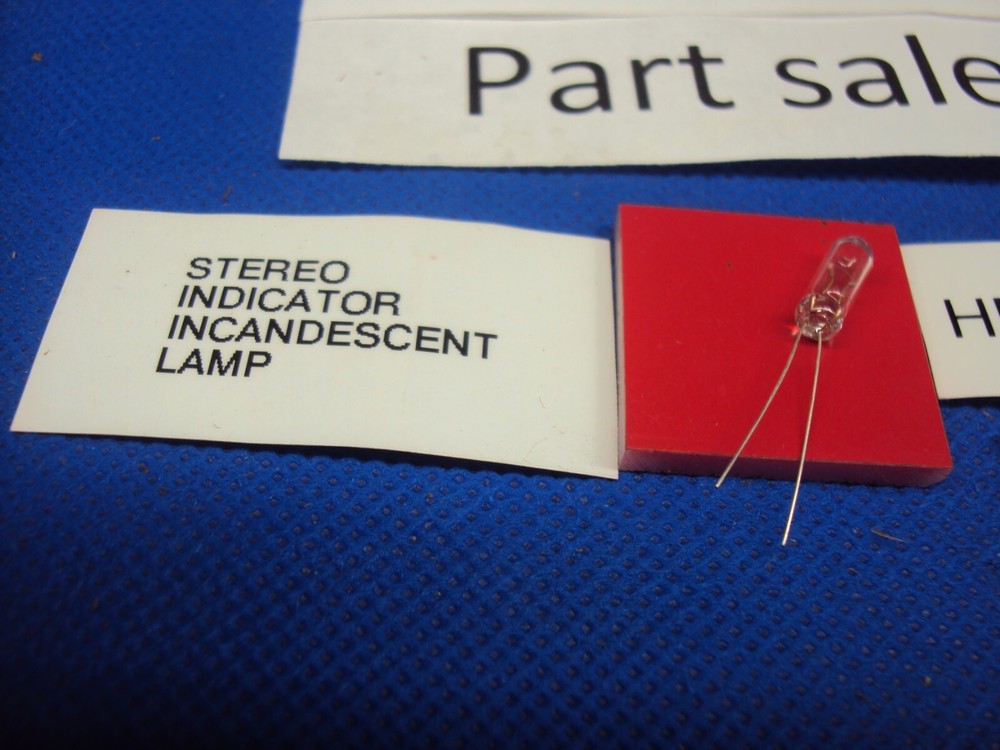 Part sale
STEREO
INDICATOR
INCANDESCENT
LAMP